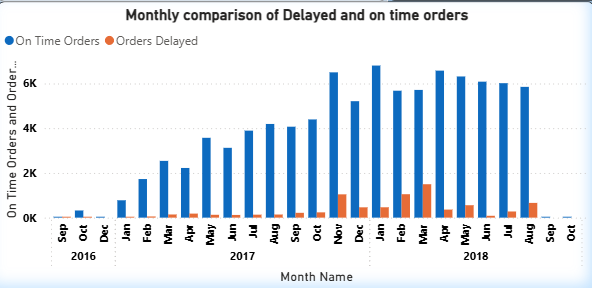 Monthly comparison of Delayed and on time orders
On Time Orders Orders Delayed
On Time Orders and Order...
6K
4K
2K
0K
Sep Oct Dec Jan Feb Mar Apr May Jun Jul Aug Sep Oct Nov Dec Jan Feb Mar Apr May Jun Jul Aug Sep Oct
2016 2017 2018
Month Name